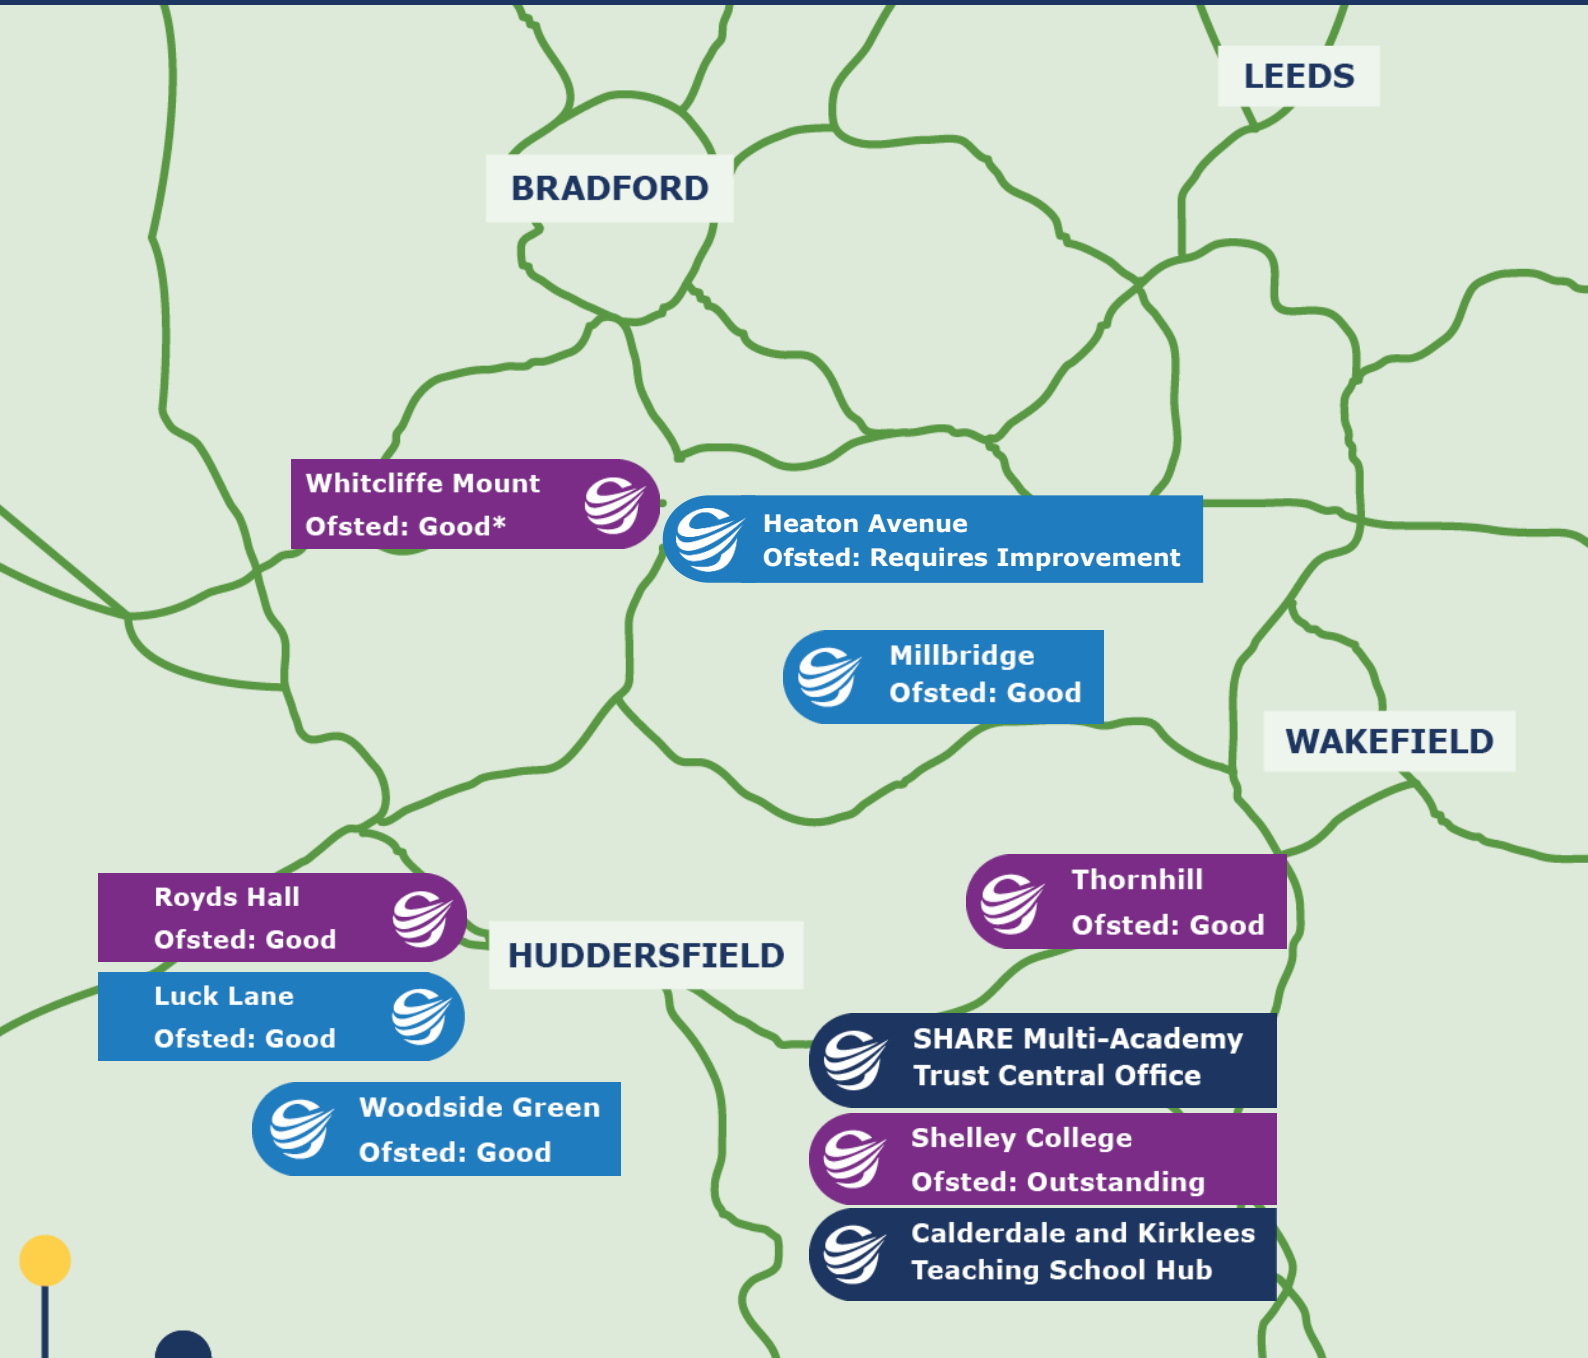 LEEDS
BRADFORD
Whitcliffe Mount
Ofsted: Good*
Heaton Avenue
Ofsted: Requires Improvement
Millbridge
Ofsted: Good
WAKEFIELD
Thornhill
Ofsted: Good
Royds Hall
Ofsted: Good
HUDDERSFIELD
Luck Lane
Ofsted: Good
SHARE Multi-Academy
Trust Central Office
Woodside Green
Ofsted: Good
Shelley College
Ofsted: Outstanding
Calderdale and Kirklees
Teaching School Hub